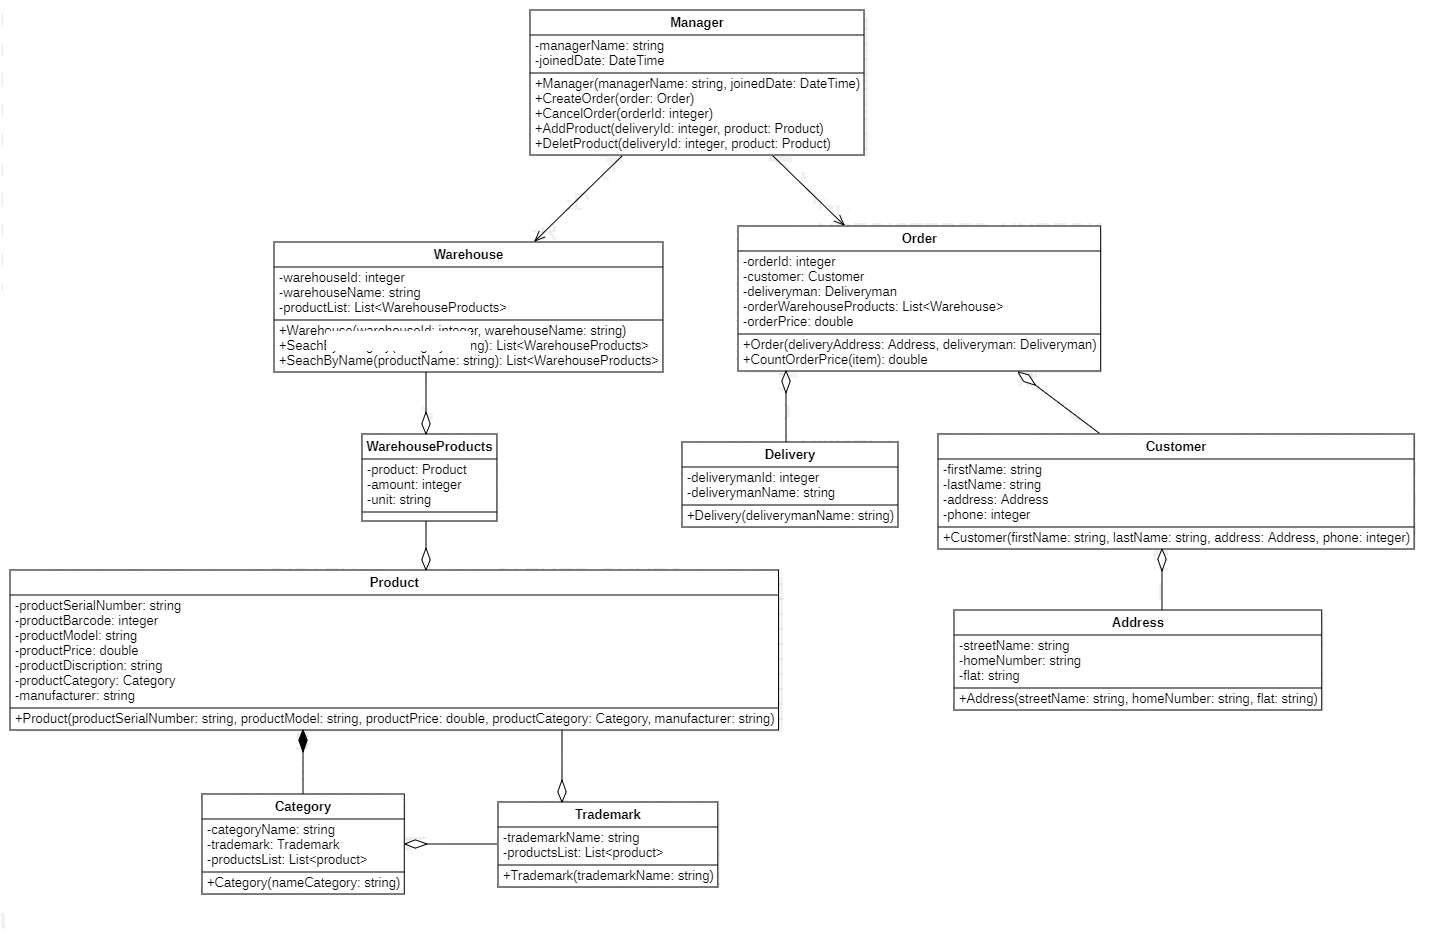 Manager
-managerName: string
-joinedDate: DateTime
+Manager(managerName: string, joinedDate: DateTime)
+CreateOrder(order: Order)
+CancelOrder(orderId: integer)
+AddProduct(deliveryId: integer, product: Product)
+DeletProduct(deliveryId: integer, product: Product)
Warehouse
-warehouseId: integer
-warehouseName: string
-productList: List<WarehouseProducts>
+Warehouse(warehouseId: integer, warehouseName: string)
+Seach ng): List<WarehouseProducts>
+SeachByName(productName: string): List<WarehouseProducts>
Order
-orderId: integer
-customer: Customer
-deliveryman: Deliveryman
-orderWarehouseProducts: List<Warehouse>
-orderPrice: double
+Order(deliveryAddress: Address, deliveryman: Deliveryman)
+CountOrderPrice(item): double
WarehouseProducts
-product: Product
-amount: integer
-unit: string
Delivery
-deliverymanId: integer
-deliverymanName: string
+Delivery(deliverymanName: string)
Customer
-firstName: string
-lastName: string
-address: Address
-phone: integer
+Customer(firstName: string, lastName: string, address: Address, phone: integer)
Product
-productSerialNumber: string
-productBarcode: integer
-productModel: string
-productPrice: double
-productDiscription: string
-productCategory: Category
-manufacturer: string
+Product(productSerialNumber: string, productModel: string, productPrice: double, productCategory: Category, manufacturer: string)
Address
-streetName: string
-homeNumber: string
-flat: string
+Address(streetName: string, homeNumber: string, flat: string)
Category
-categoryName: string
-trademark: Trademark
-productsList: List<product>
+Category(nameCategory: string)
Trademark
-trademarkName: string
-productsList: List<product>
+Trademark(trademarkName: string)